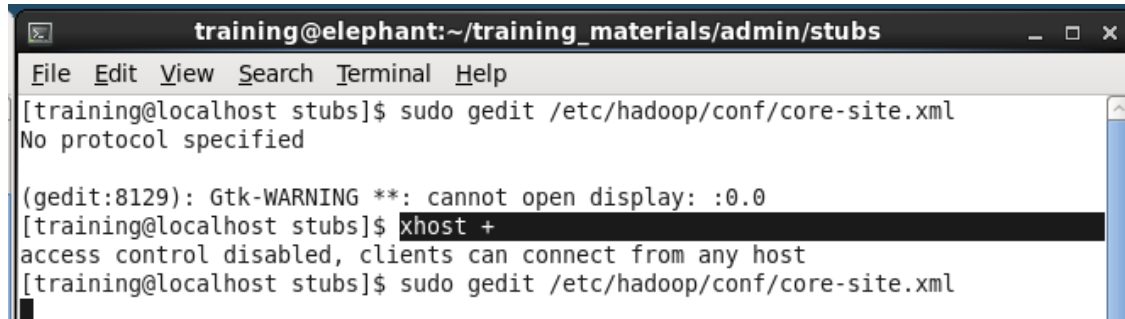 training@elephant:~/training_materials/admin/stubs
File Edit View Search Terminal Help
[training@localhost stubs]$ sudo gedit /etc/hadoop/conf/core-site.xml
No protocol specified
(gedit:8129): Gtk-WARNING **: cannot open display: :0.0
[training@localhost stubs]$ xhost +
access control disabled, clients can connect from any host
[training@localhost stubs]$ sudo gedit /etc/hadoop/conf/core-site.xml